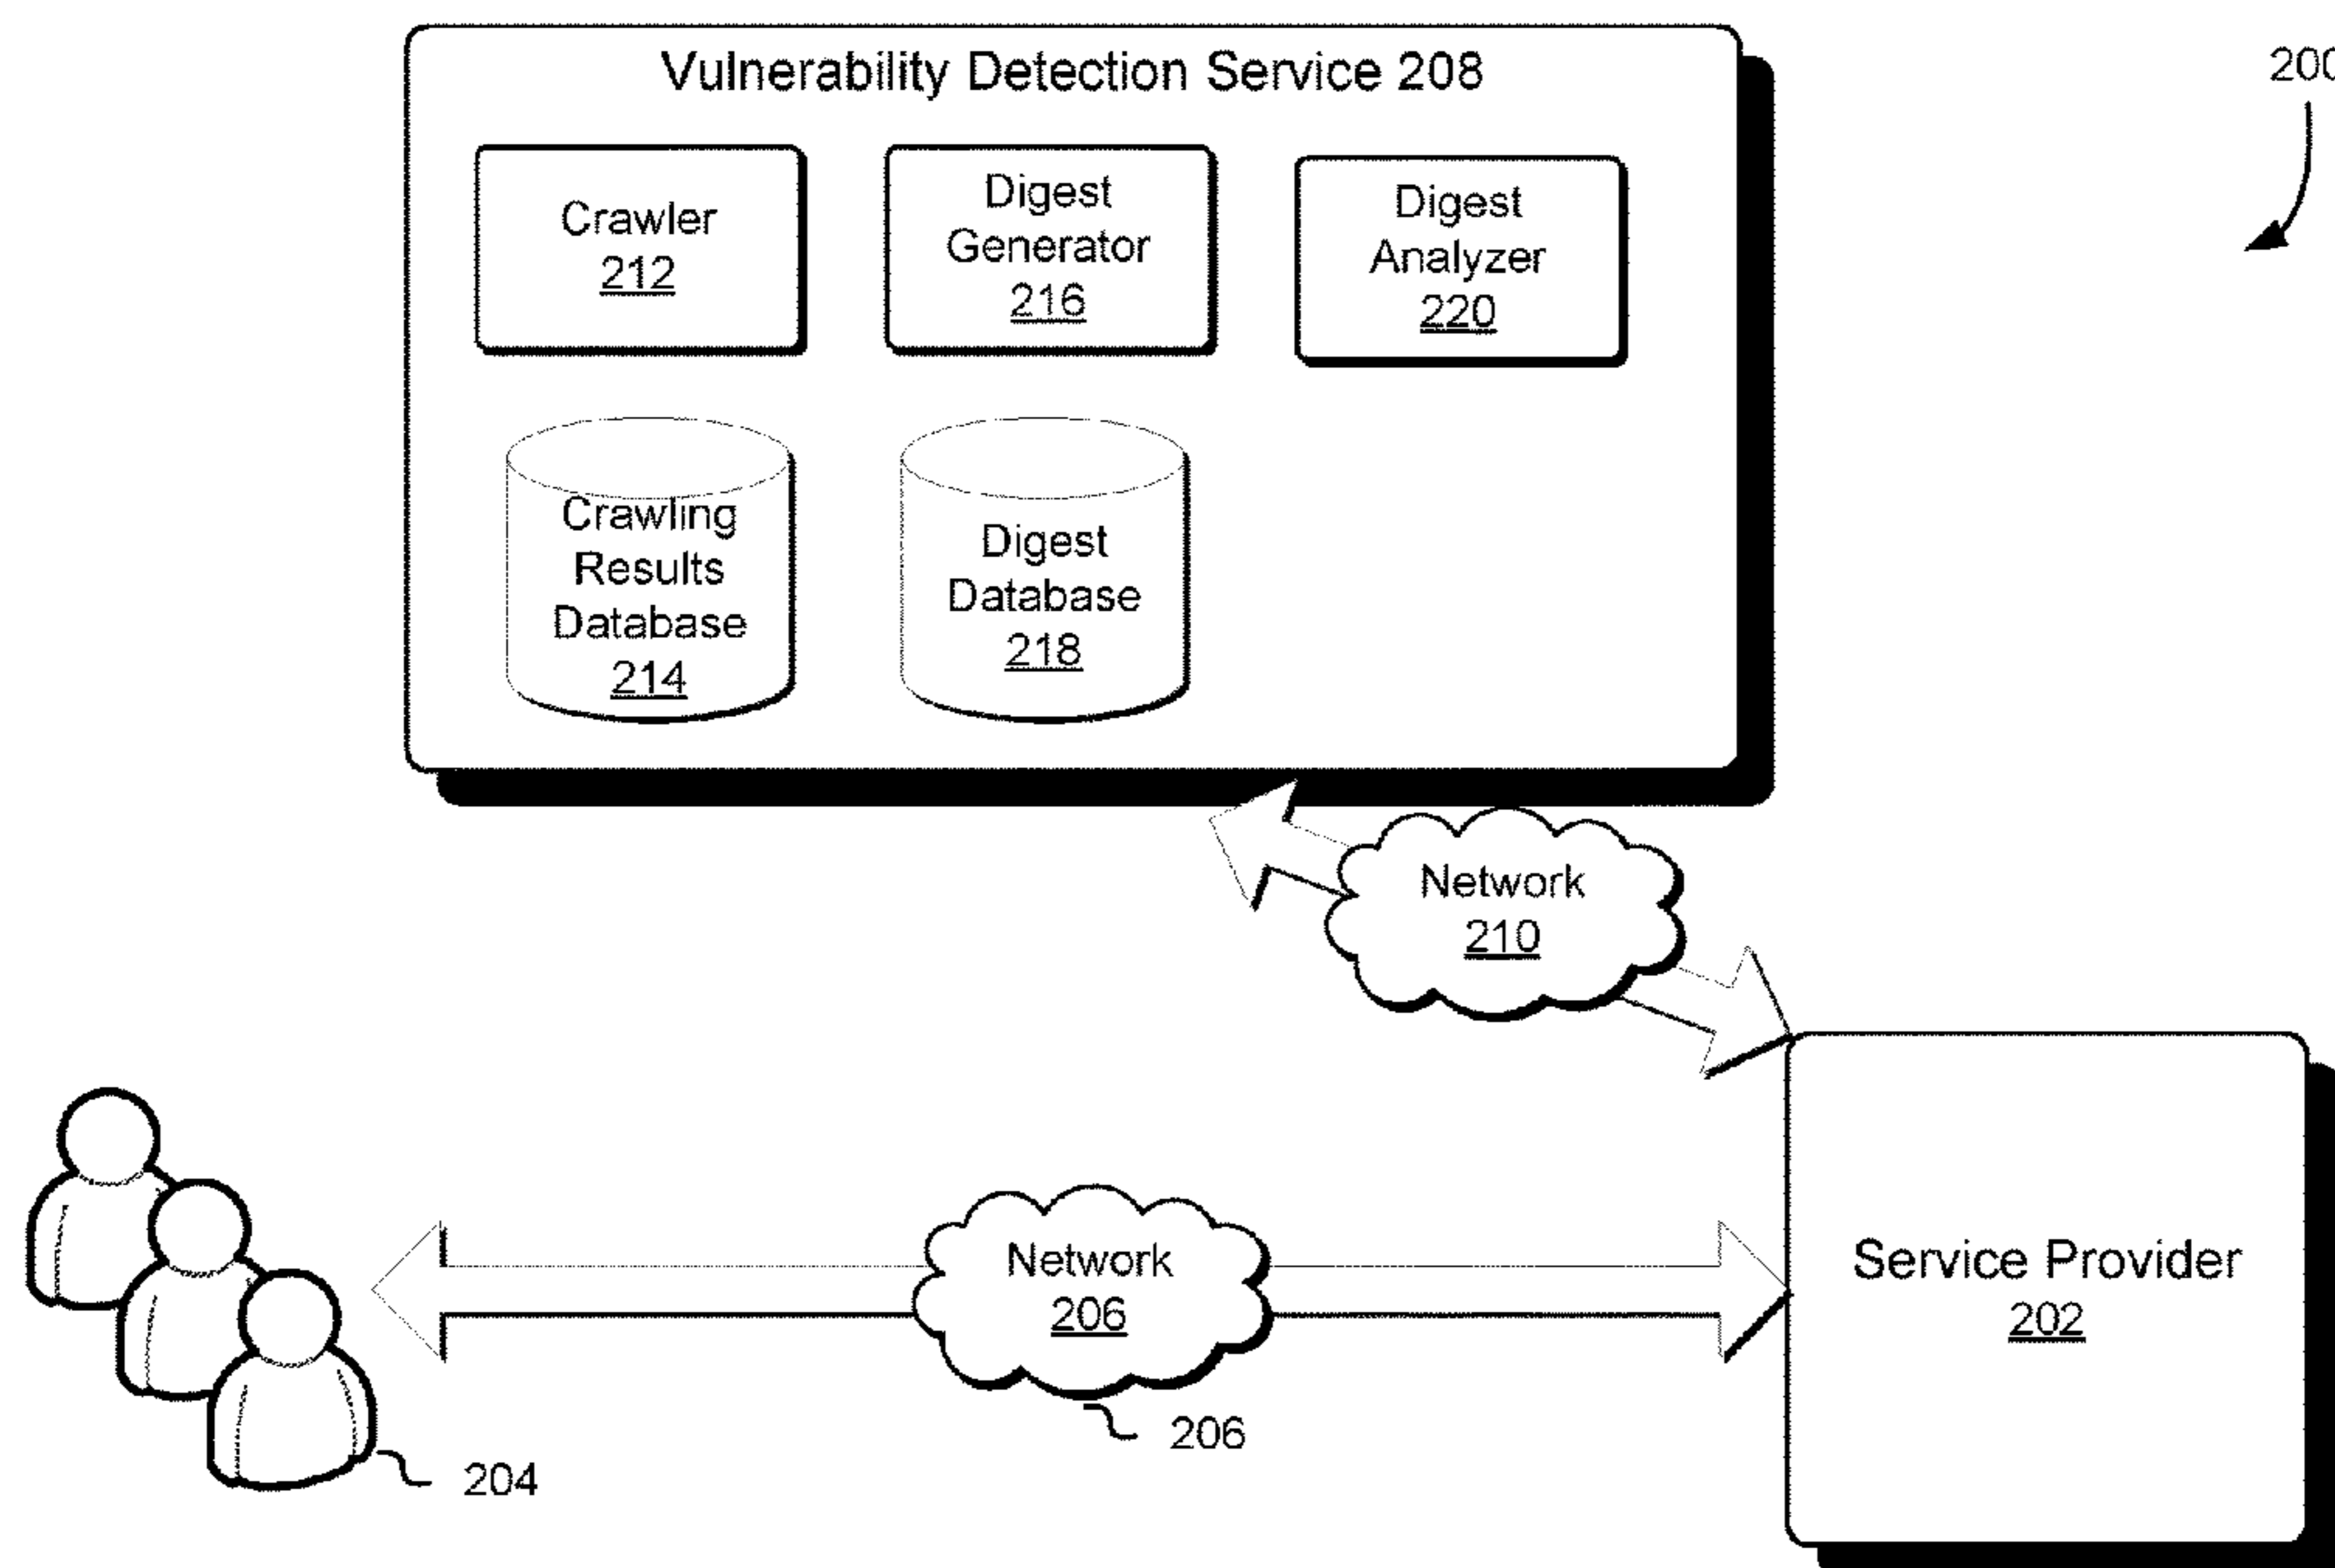 Vulnerability Detection Service 208
200
Crawler
212
Digest
Generator
216
Digest
Analyzer
220
Crawling
Results
Database
214
Digest
Database
218
Network
210
Network
206
206
Service Provider
202
204